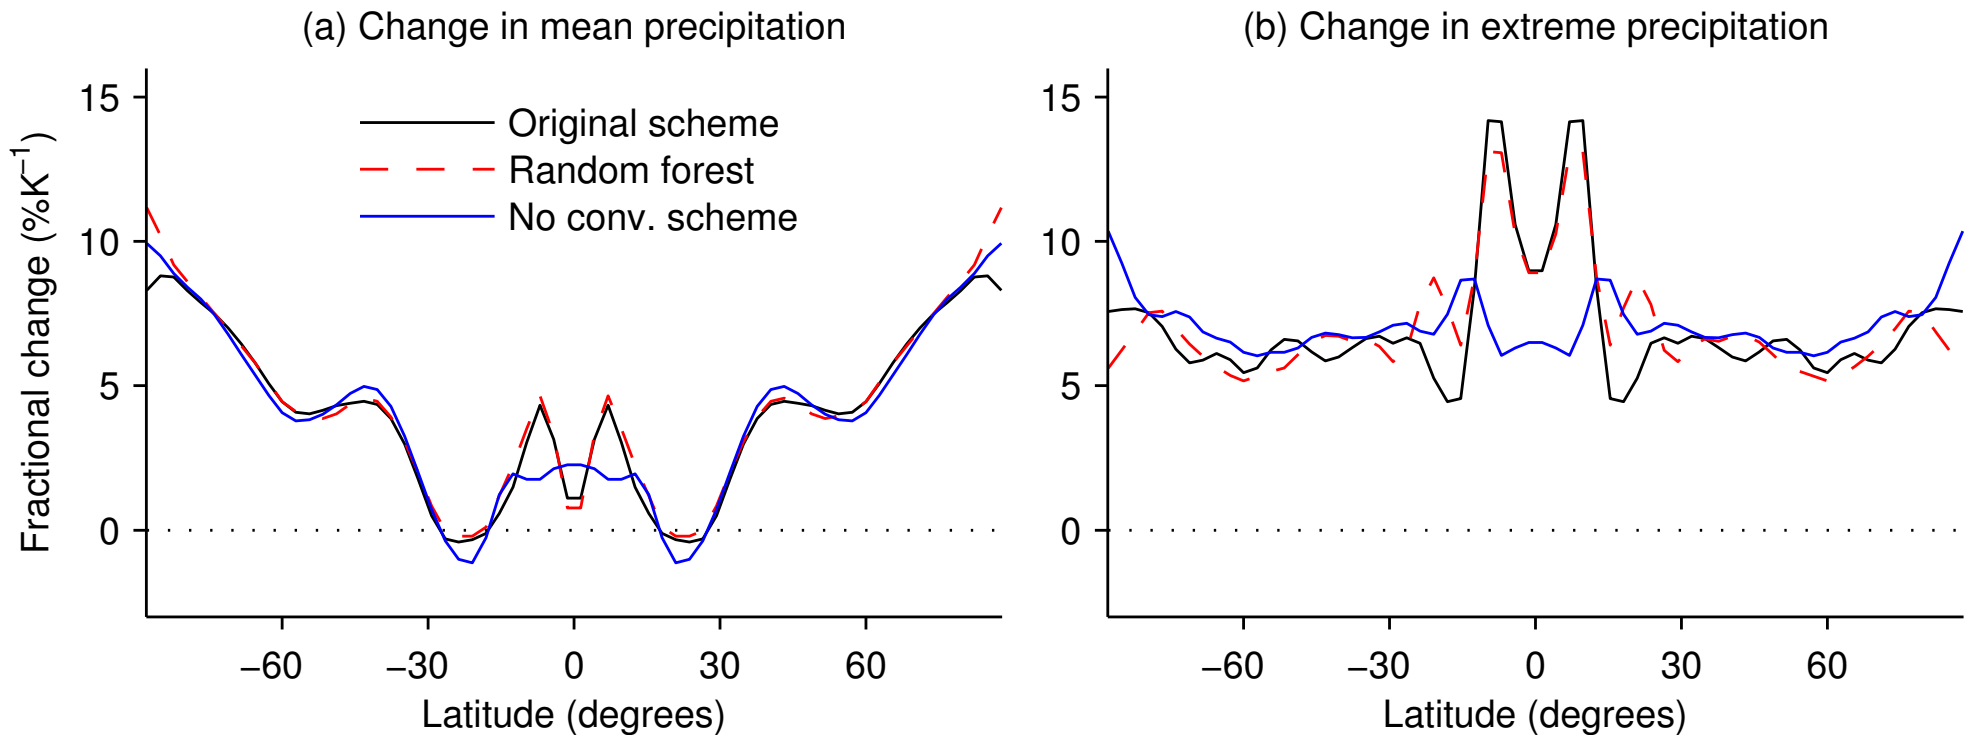 (a) Change in mean precipitation
Fractional change (%K⁻¹)
15
10
5
0
Original scheme
Random forest
No conv. scheme
−60 −30 0 30 60
Latitude (degrees)
(b) Change in extreme precipitation
15
10
5
0
−60 −30 0 30 60
Latitude (degrees)